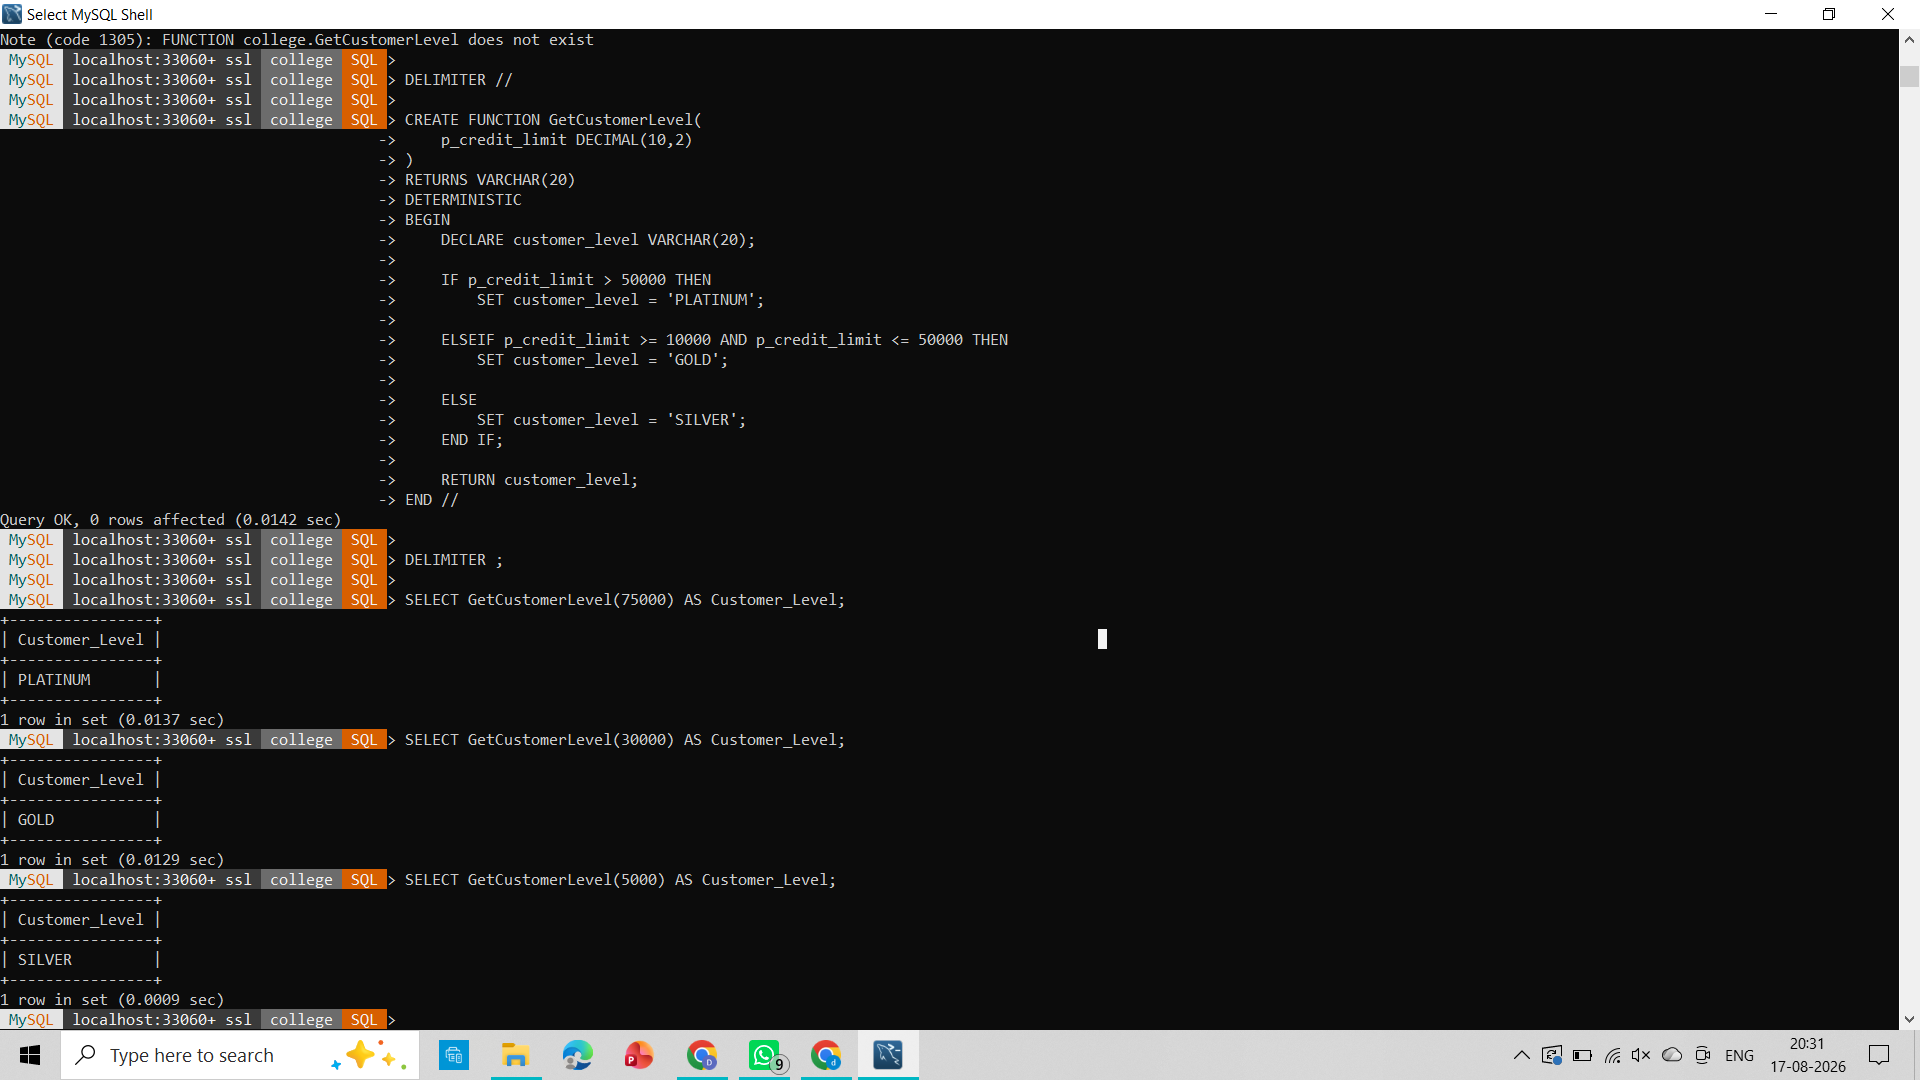 Select MySQL Shell
Note (code 1305): FUNCTION college.GetCustomerLevel does not exist
MySQL localhost:33060+ ssl college SQL >
MySQL localhost:33060+ ssl college SQL > DELIMITER //
MySQL localhost:33060+ ssl college SQL >
MySQL localhost:33060+ ssl college SQL > CREATE FUNCTION GetCustomerLevel(
-> p_credit_limit DECIMAL(10,2)
-> )
-> RETURNS VARCHAR(20)
-> DETERMINISTIC
-> BEGIN
-> DECLARE customer_level VARCHAR(20);
->
-> IF p_credit_limit > 50000 THEN
-> SET customer_level = 'PLATINUM';
->
-> ELSEIF p_credit_limit >= 10000 AND p_credit_limit <= 50000 THEN
-> SET customer_level = 'GOLD';
->
-> ELSE
-> SET customer_level = 'SILVER';
-> END IF;
->
-> RETURN customer_level;
-> END //
Query OK, 0 rows affected (0.0142 sec)
MySQL localhost:33060+ ssl college SQL >
MySQL localhost:33060+ ssl college SQL > DELIMITER ;
MySQL localhost:33060+ ssl college SQL >
MySQL localhost:33060+ ssl college SQL > SELECT GetCustomerLevel(75000) AS Customer_Level;
+----------------+
| Customer_Level |
+----------------+
| PLATINUM |
+----------------+
1 row in set (0.0137 sec)
MySQL localhost:33060+ ssl college SQL > SELECT GetCustomerLevel(30000) AS Customer_Level;
+----------------+
| Customer_Level |
+----------------+
| GOLD |
+----------------+
1 row in set (0.0129 sec)
MySQL localhost:33060+ ssl college SQL > SELECT GetCustomerLevel(5000) AS Customer_Level;
+----------------+
| Customer_Level |
+----------------+
| SILVER |
+----------------+
1 row in set (0.0009 sec)
MySQL localhost:33060+ ssl college SQL >
Type here to search
9
ENG
20:31
17-08-2026